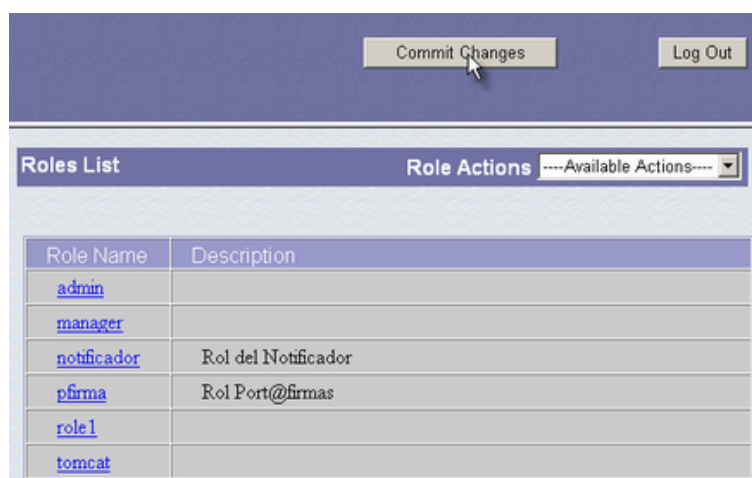 Commit Changes Log Out
Roles List Role Actions ----Available Actions----
Role Name Description
admin
manager
notificador Rol del Notificador
pfirma Rol Port@firmas
role1
tomcat